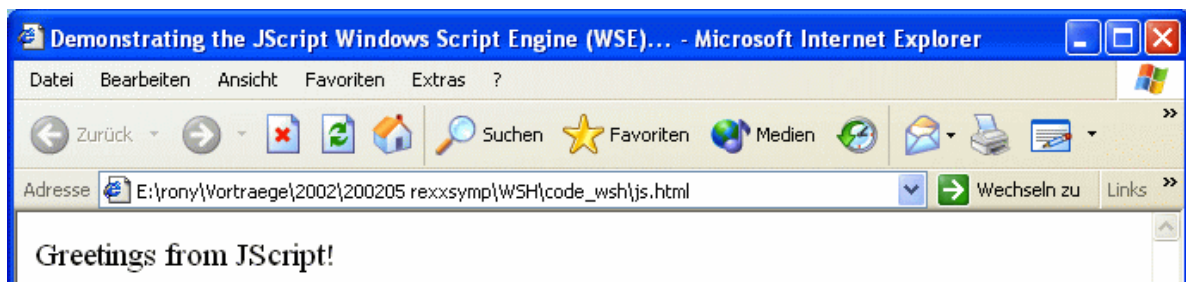 Demonstrating the JScript Windows Script Engine (WSE)... - Microsoft Internet Explorer
Datei Bearbeiten Ansicht Favoriten Extras ?
Zurück Suchen Favoriten Medien »
Adresse E:\rony\Vortraege\2002\200205 rexxsymp\WSH\code_wsh\js.html Wechseln zu Links »
Greetings from JScript!